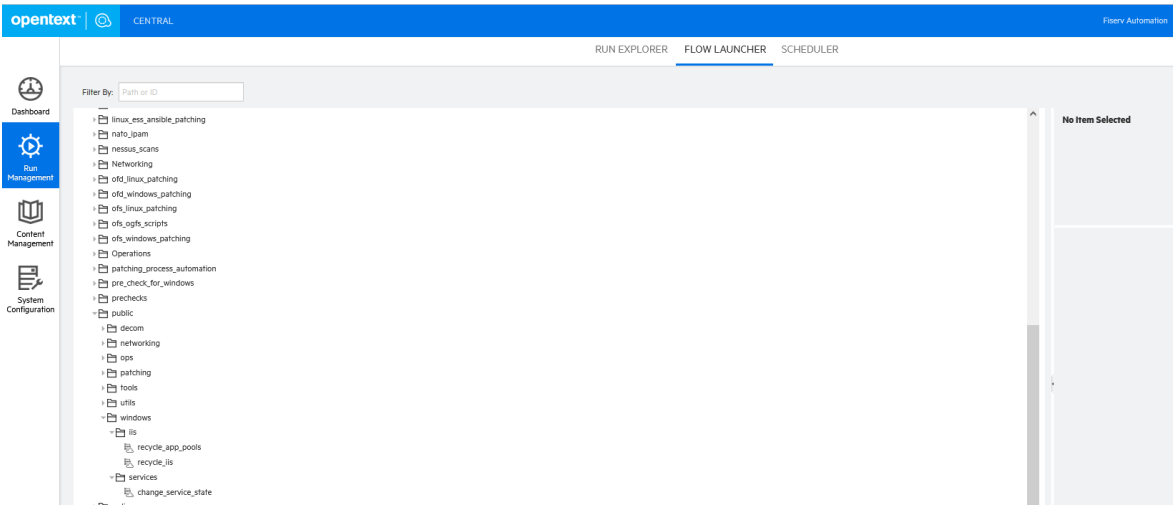 opentext™ CENTRAL Fiserv Automation
RUN EXPLORER FLOW LAUNCHER SCHEDULER
Dashboard
Run
Management
Content
Management
System
Configuration
Filter By: Path or ID
linux_ess_ansible_patching
nato_ipam
nessus_scans
Networking
ofd_linux_patching
ofd_windows_patching
ofs_linux_patching
ofs_ogfs_scripts
ofs_windows_patching
Operations
patching_process_automation
pre_check_for_windows
prechecks
public
decom
networking
ops
patching
tools
utils
windows
iis
recycle_app_pools
recycle_iis
services
change_service_state
No Item Selected